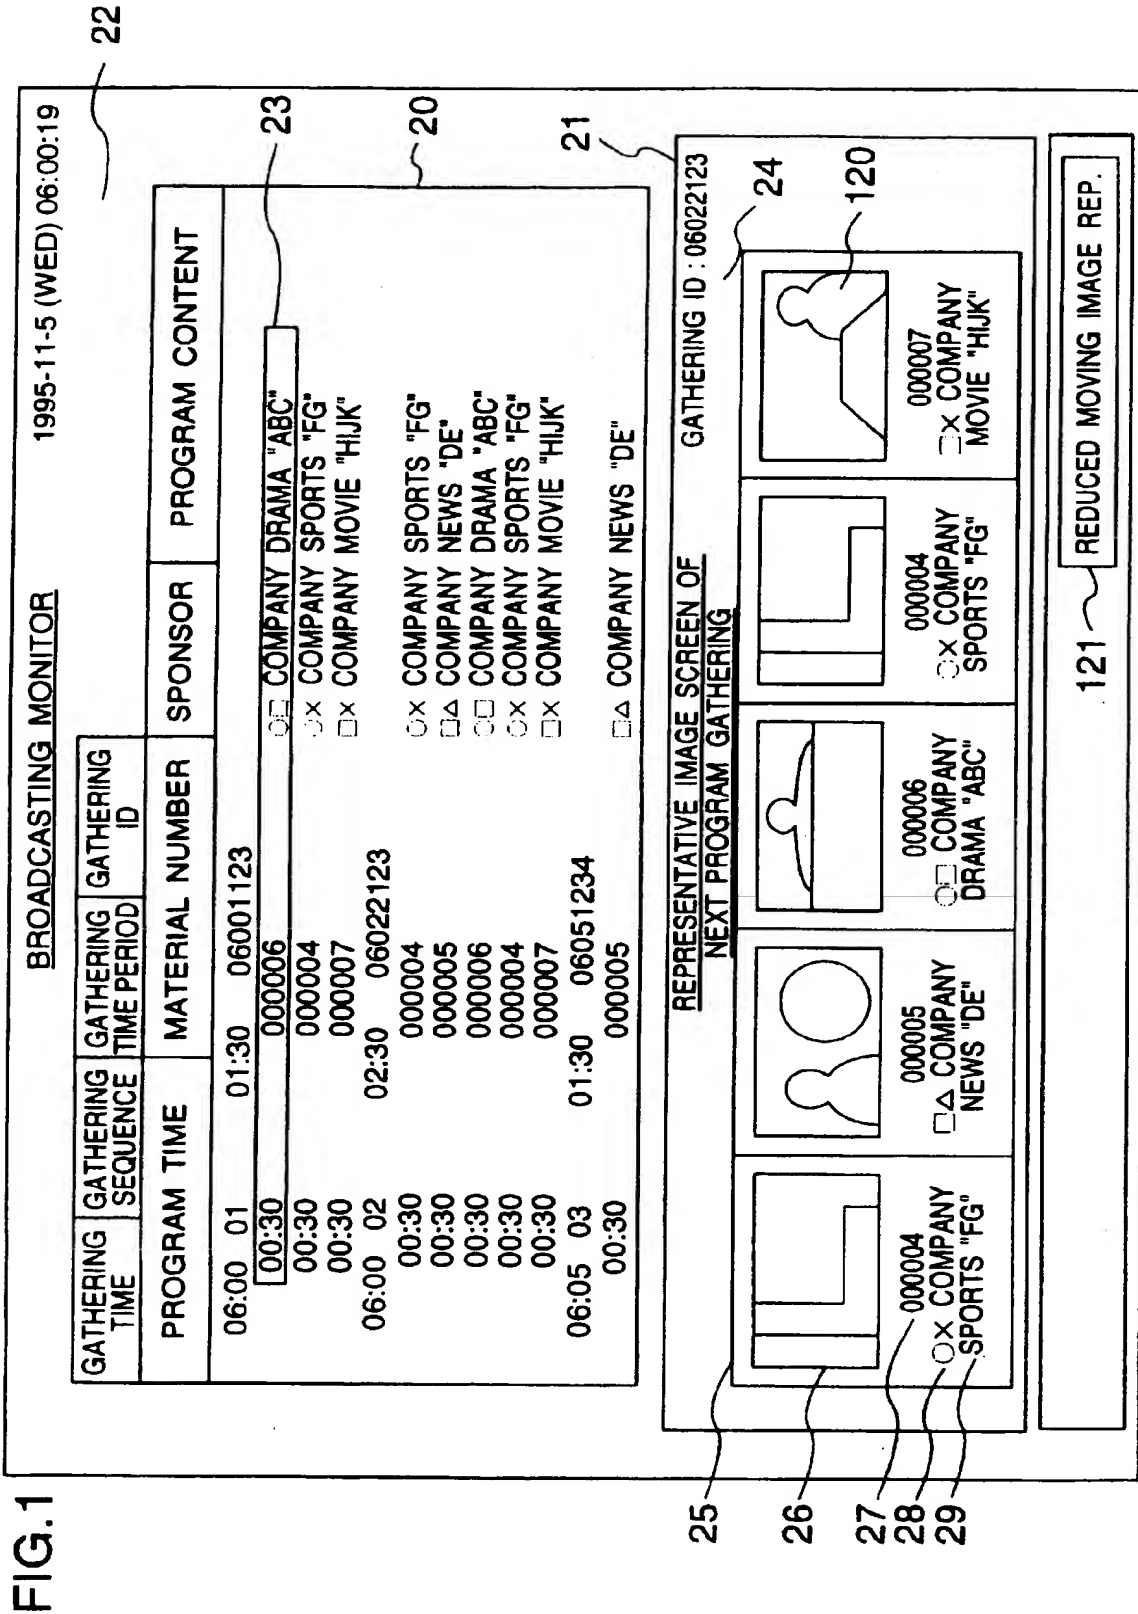 FIG.1
BROADCASTING MONITOR 1995-11-5 (WED) 06:00:19
22
GATHERING TIME GATHERING SEQUENCE GATHERING TIME PERIOD GATHERING ID
PROGRAM TIME MATERIAL NUMBER SPONSOR PROGRAM CONTENT
06:00 01 01:30 06001123
00:30 000006 ○□ COMPANY DRAMA "ABC"
23
00:30 000004 ○× COMPANY SPORTS "FG"
00:30 000007 □× COMPANY MOVIE "HIJK"
06:00 02 02:30 06022123
00:30 000004 ○× COMPANY SPORTS "FG"
20
00:30 000005 □△ COMPANY NEWS "DE"
00:30 000006 ○□ COMPANY DRAMA "ABC"
00:30 000004 ○× COMPANY SPORTS "FG"
00:30 000007 □× COMPANY MOVIE "HIJK"
06:05 03 01:30 06051234
00:30 000005 □△ COMPANY NEWS "DE"
21
REPRESENTATIVE IMAGE SCREEN OF
NEXT PROGRAM GATHERING
GATHERING ID : 06022123
24
25
26
120
27
28
29
000004
○× COMPANY
SPORTS "FG"
000005
□△ COMPANY
NEWS "DE"
000006
○□ COMPANY
DRAMA "ABC"
000004
○× COMPANY
SPORTS "FG"
000007
□× COMPANY
MOVIE "HIJK"
121
REDUCED MOVING IMAGE REP.